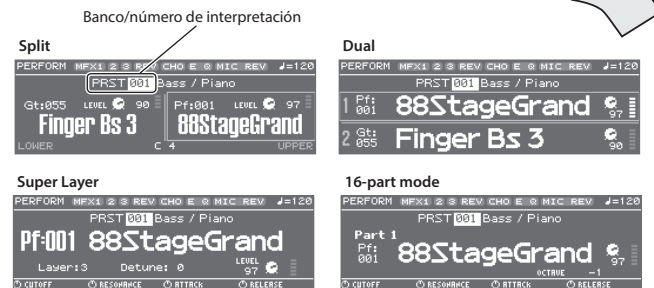 Banco/número de interpretación
Split
PERFORM MFX1 2 3 REV CHO E Q MIC REV ♩=120
PRST 001 Bass / Piano
Gt:055 LEVEL 90
Finger Bs 3
Pf:001 LEVEL 97
88StageGrand
LOWER C 4 UPPER
Dual
PERFORM MFX1 2 3 REV CHO E Q MIC REV ♩=120
PRST 001 Bass / Piano
1 Pf: 001 88StageGrand 97
2 Gt: 055 Finger Bs 3 90
Super Layer
PERFORM MFX1 2 3 REV CHO E Q MIC REV ♩=120
PRST 001 Bass / Piano
Pf:001 88StageGrand
Layer:3 Detune: 0 LEVEL 97
CUTOFF RESONANCE ATTACK RELEASE
16-part mode
PERFORM MFX1 2 3 REV CHO E Q MIC REV ♩=120
PRST 001 Bass / Piano
Part 1
Pf: 001 88StageGrand 97
OCTAVE -1
CUTOFF RESONANCE ATTACK RELEASE